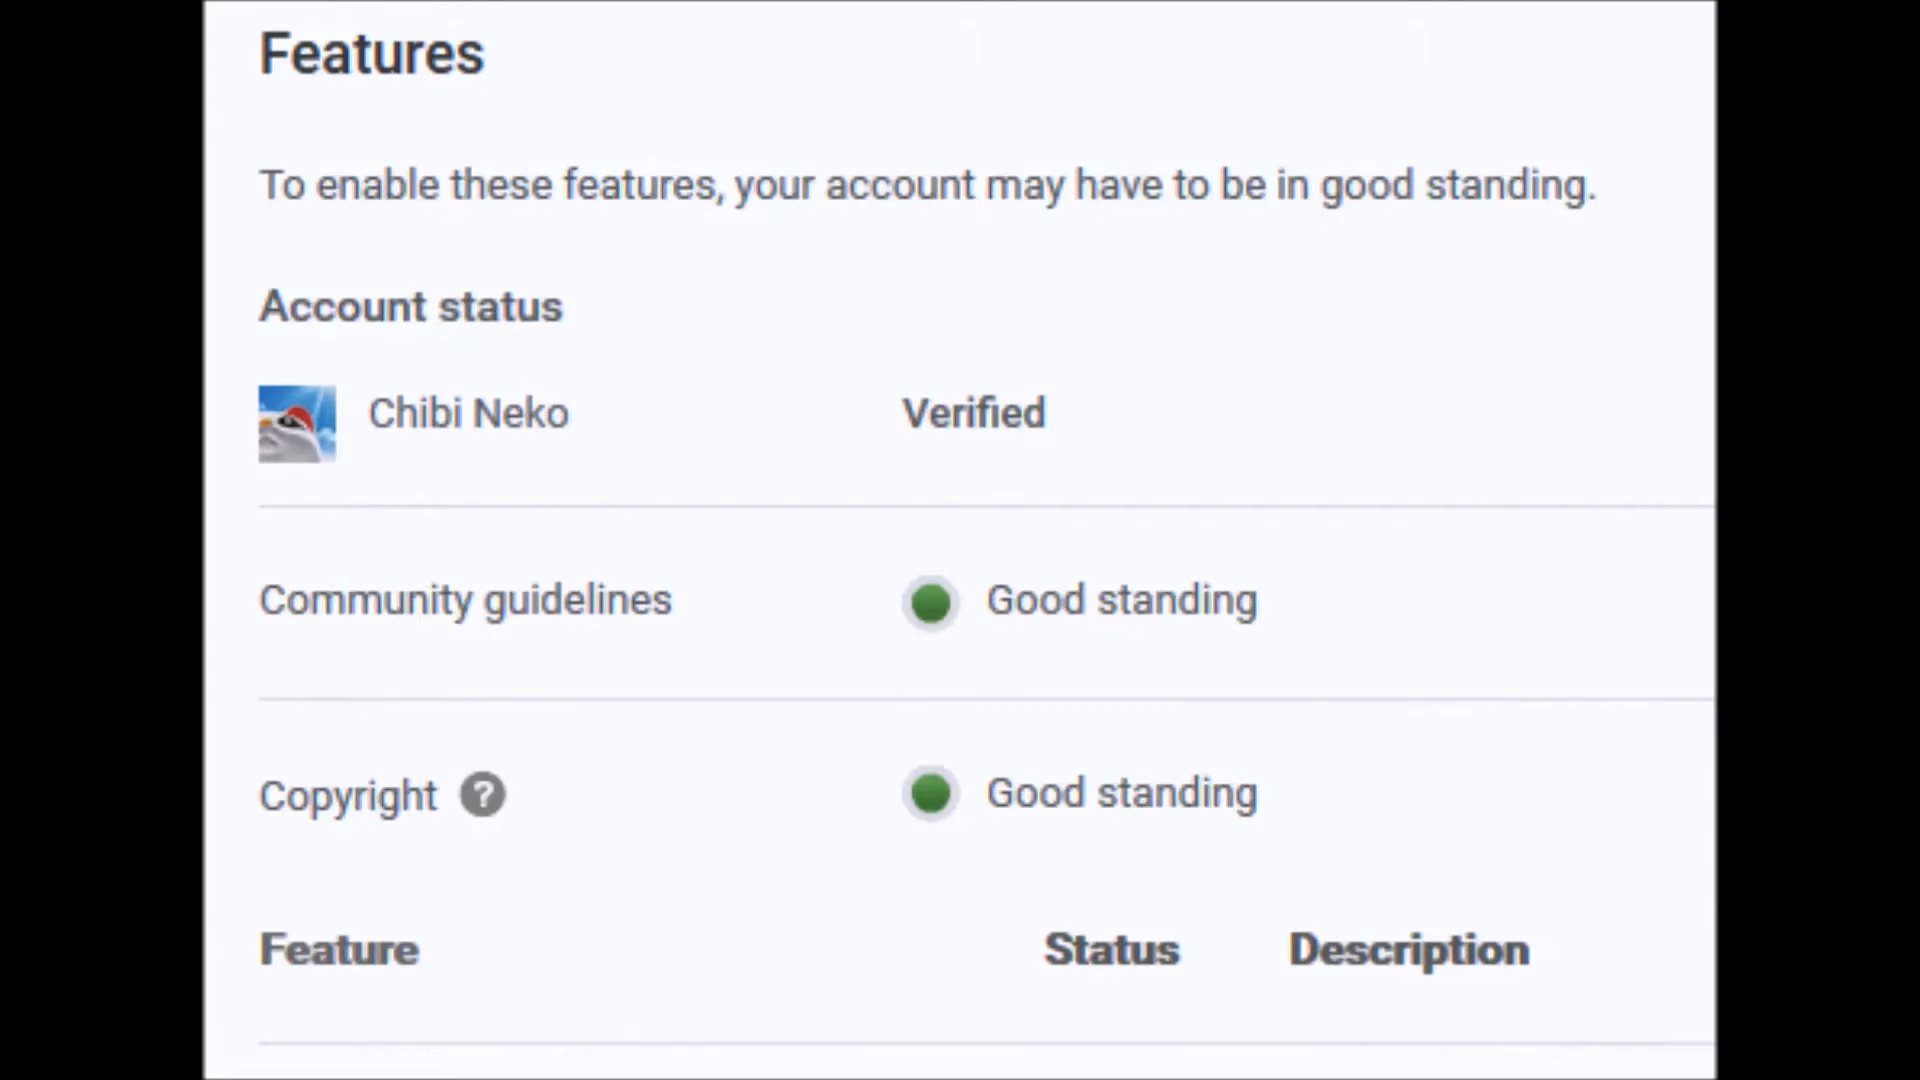 Features
To enable these features, your account may have to be in good standing.
Account status
Chibi Neko Verified
Community guidelines Good standing
Copyright ? Good standing
Feature Status Description